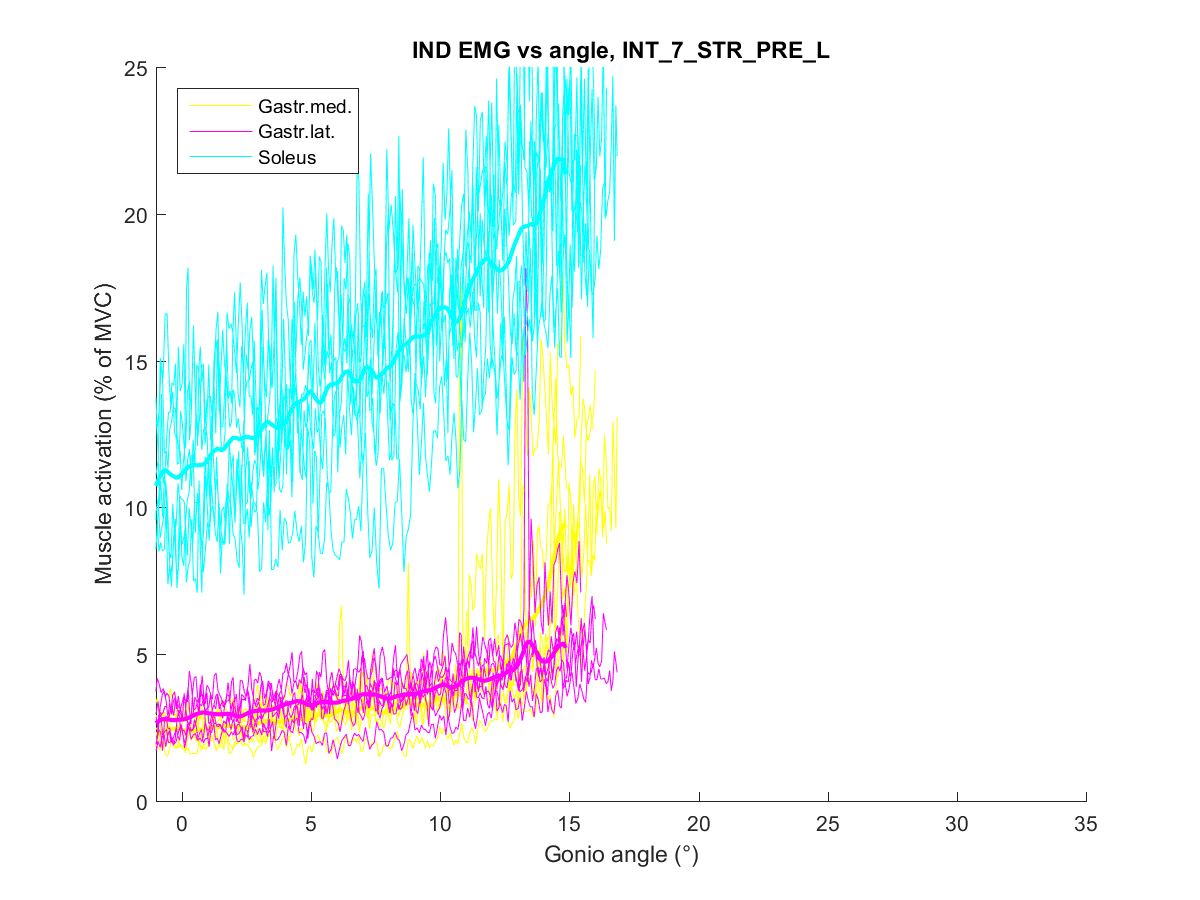 IND EMG vs angle, INT_7_STR_PRE_L
25
20
15
10
5
0
Muscle activation (% of MVC)
Gastr.med.
Gastr.lat.
Soleus
0 5 10 15 20 25 30 35
Gonio angle (°)